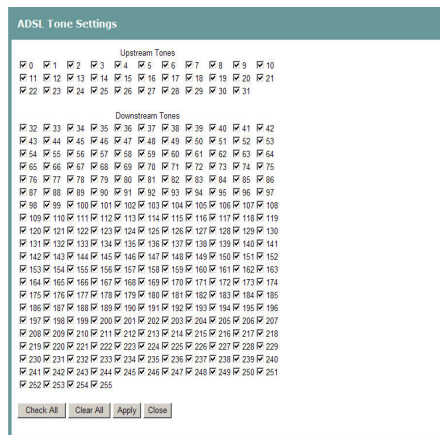 ADSL Tone Settings
Upstream Tones
0 1 2 3 4 5 6 7 8 9 10
11 12 13 14 15 16 17 18 19 20 21
22 23 24 25 26 27 28 29 30 31
Downstream Tones
32 33 34 35 36 37 38 39 40 41 42
43 44 45 46 47 48 49 50 51 52 53
54 55 56 57 58 59 60 61 62 63 64
65 66 67 68 69 70 71 72 73 74 75
76 77 78 79 80 81 82 83 84 85 86
87 88 89 90 91 92 93 94 95 96 97
98 99 100 101 102 103 104 105 106 107 108
109 110 111 112 113 114 115 116 117 118 119
120 121 122 123 124 125 126 127 128 129 130
131 132 133 134 135 136 137 138 139 140 141
142 143 144 145 146 147 148 149 150 151 152
153 154 155 156 157 158 159 160 161 162 163
164 165 166 167 168 169 170 171 172 173 174
175 176 177 178 179 180 181 182 183 184 185
186 187 188 189 190 191 192 193 194 195 196
197 198 199 200 201 202 203 204 205 206 207
208 209 210 211 212 213 214 215 216 217 218
219 220 221 222 223 224 225 226 227 228 229
230 231 232 233 234 235 236 237 238 239 240
241 242 243 244 245 246 247 248 249 250 251
252 253 254 255
Check All Clear All Apply Close